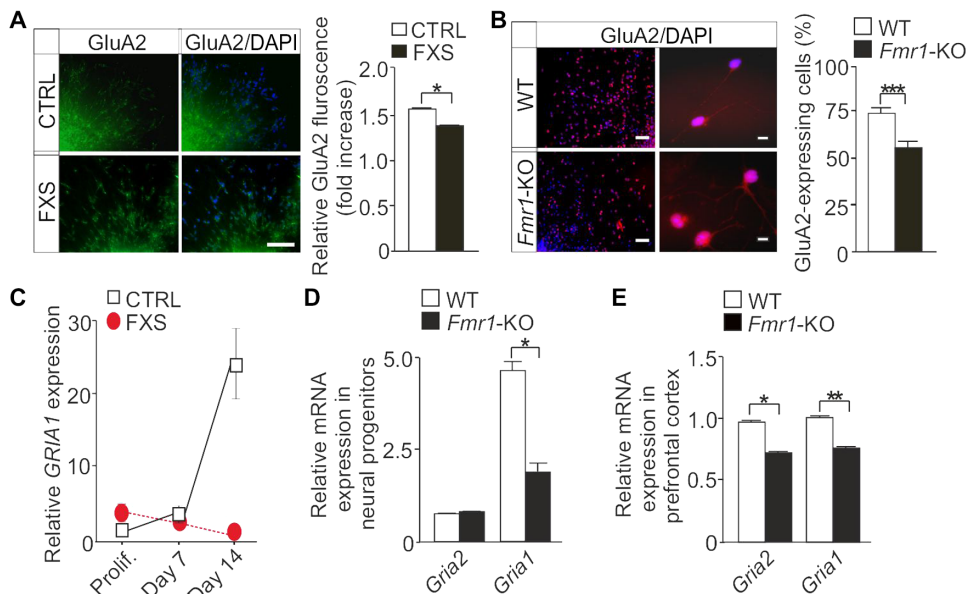 A
GluA2
GluA2/DAPI
CTRL
FXS
Relative GluA2 fluroscence
(fold increase)
CTRL
FXS
2.0
1.5
1.0
0.5
0
*
B
GluA2/DAPI
WT
Fmr1-KO
GluA2-expressing cells (%)
WT
Fmr1-KO
100
75
50
25
0
***
C
CTRL
FXS
Relative GRIA1 expression
30
20
10
0
Prolif.
Day 7
Day 14
D
WT
Fmr1-KO
Relative mRNA
expression in
neural progenitors
5.0
2.5
0
*
Gria2
Gria1
E
WT
Fmr1-KO
Relative mRNA
expression in
prefrontal cortex
1.0
0.5
0
*
**
Gria2
Gria1